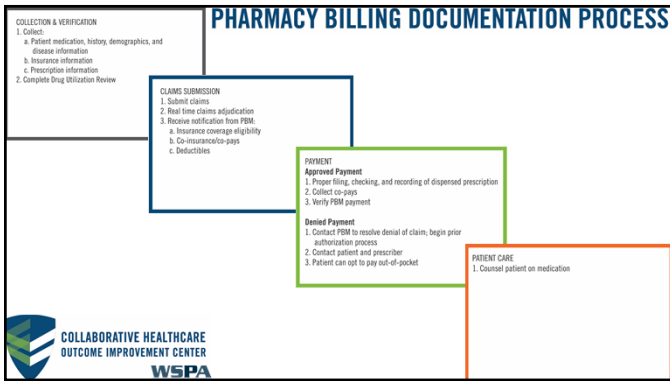 PHARMACY BILLING DOCUMENTATION PROCESS
COLLECTION & VERIFICATION
1. Collect:
a. Patient medication, history, demographics, and
disease information
b. Insurance information
c. Prescription information
2. Complete Drug Utilization Review
CLAIMS SUBMISSION
1. Submit claims
2. Real time claims adjudication
3. Receive notification from PBM:
a. Insurance coverage eligibility
b. Co-insurance/co-pays
c. Deductibles
PAYMENT
Approved Payment
1. Proper filing, checking, and recording of dispensed prescription
2. Collect co-pays
3. Verify PBM payment
Denied Payment
1. Contact PBM to resolve denial of claim; begin prior
authorization process
2. Contact patient and prescriber
3. Patient can opt to pay out-of-pocket
PATIENT CARE
1. Counsel patient on medication
COLLABORATIVE HEALTHCARE
OUTCOME IMPROVEMENT CENTER
WSPA